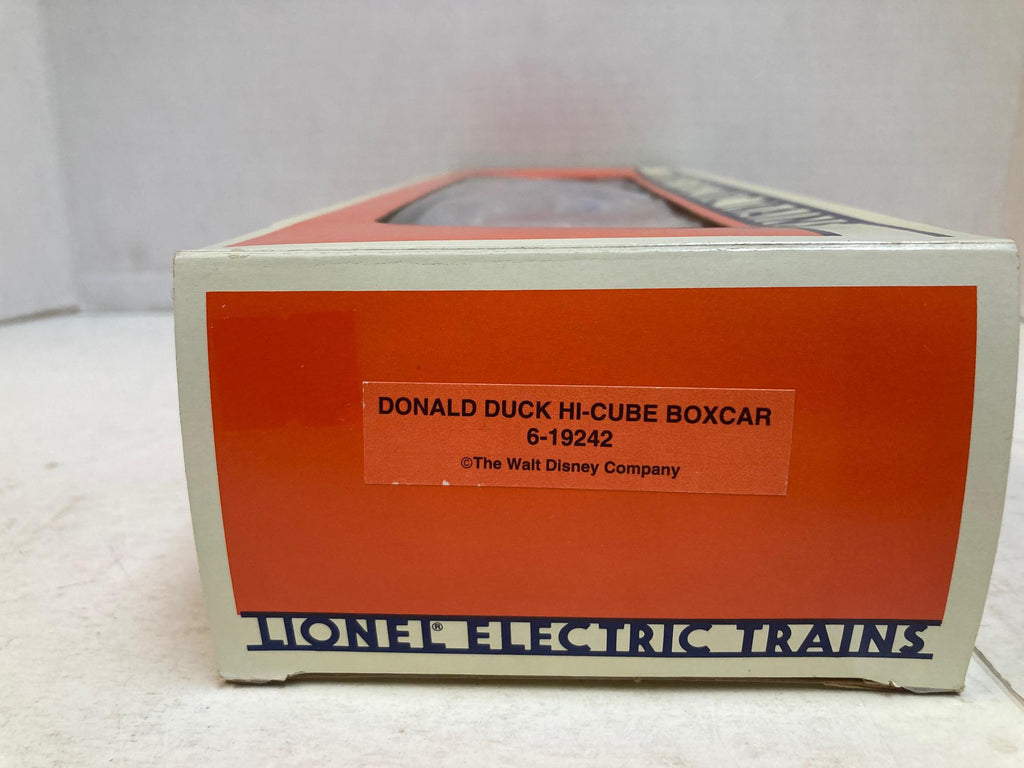 DONALD DUCK HI-CUBE BOXCAR
6-19242
©The Walt Disney Company
LIONEL® ELECTRIC TRAINS